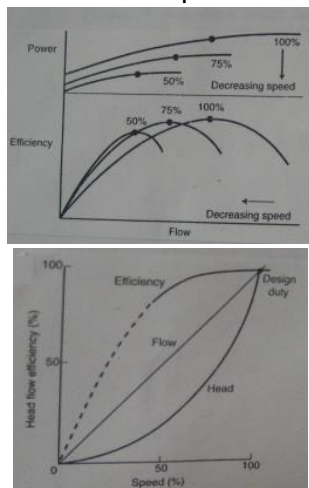 Power
100%
75%
50%
Decreasing speed
Efficiency
50%
75%
100%
Decreasing speed
Flow
100
Efficiency
Design
duty
Flow
50
Head
Head flow efficiency (%)
0
50
100
Speed (%)